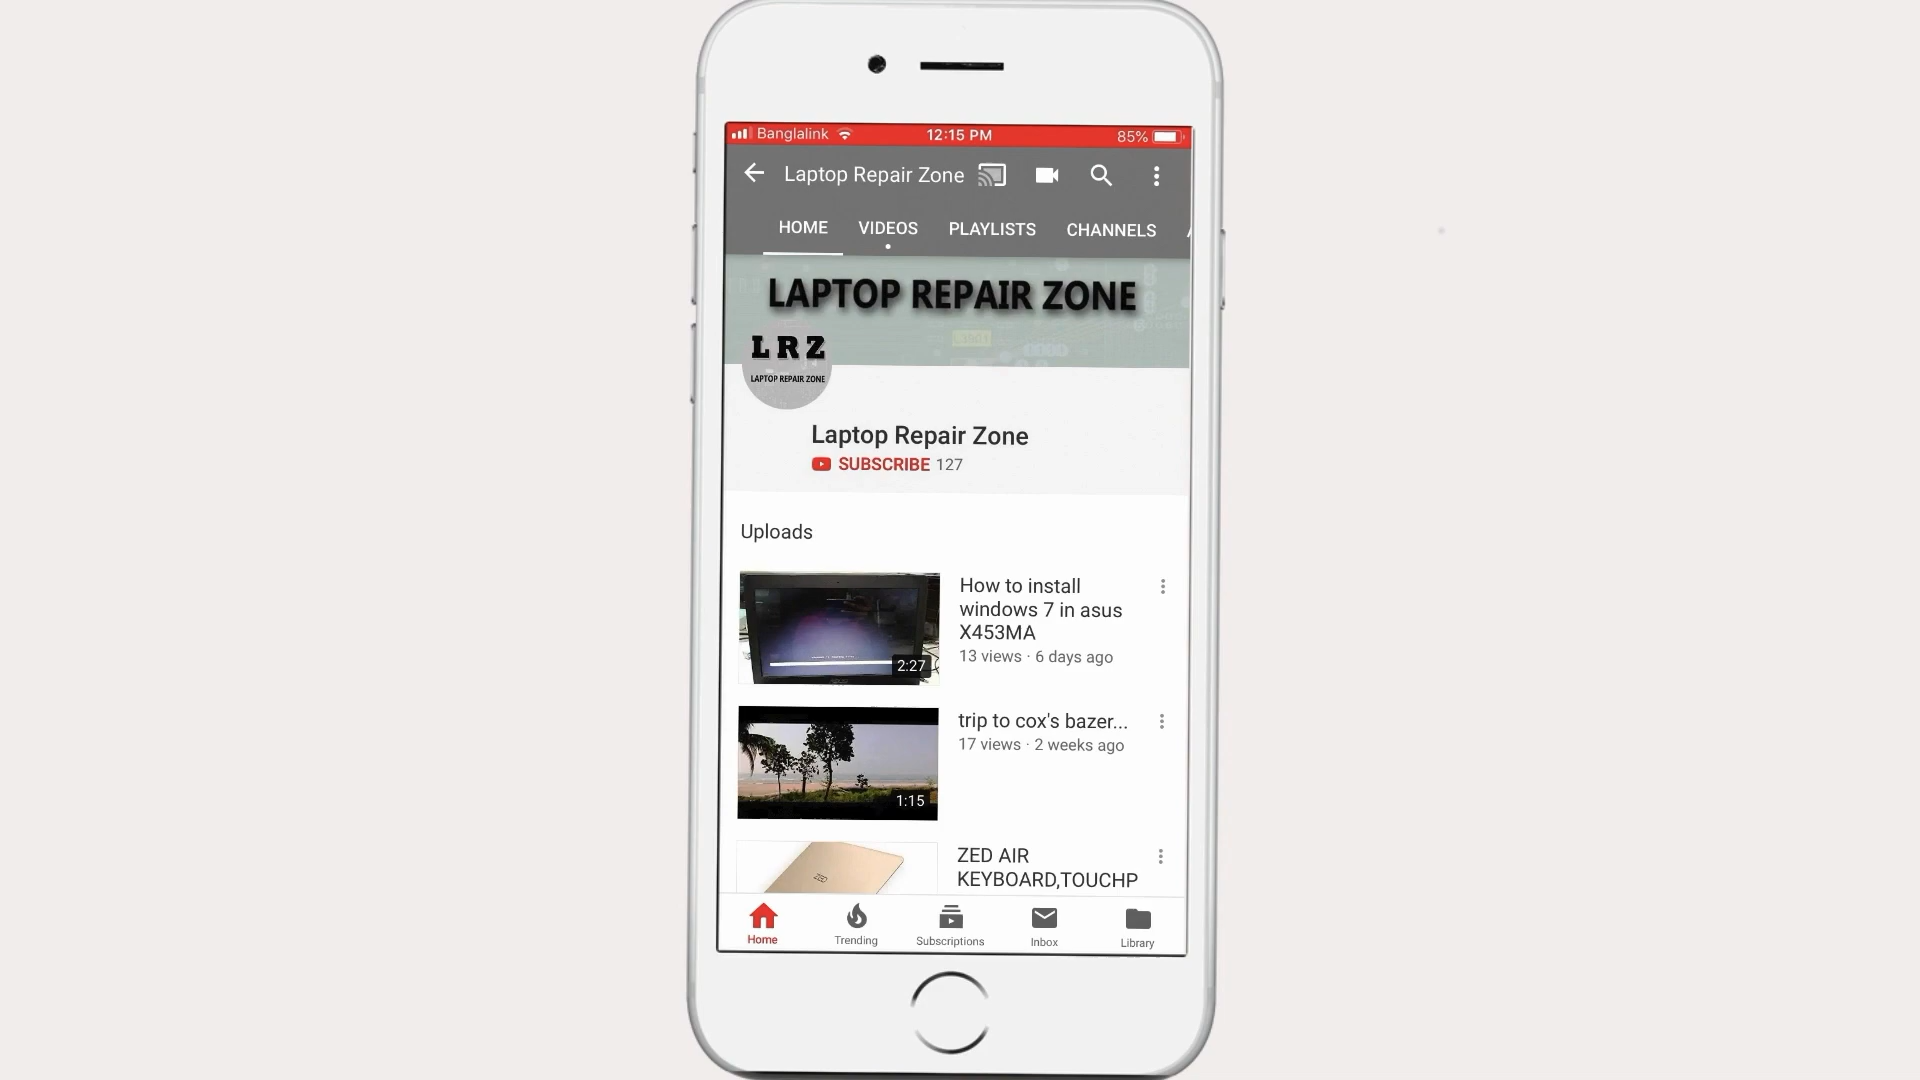 Banglalink 12:15 PM 85%
Laptop Repair Zone
HOME VIDEOS PLAYLISTS CHANNELS
LAPTOP REPAIR ZONE
L R Z
LAPTOP REPAIR ZONE
Laptop Repair Zone
SUBSCRIBE 127
Uploads
How to install
windows 7 in asus
X453MA
13 views · 6 days ago
2:27
trip to cox's bazer...
17 views · 2 weeks ago
1:15
ZED AIR
KEYBOARD,TOUCHP
ZED
Home Trending Subscriptions Inbox Library